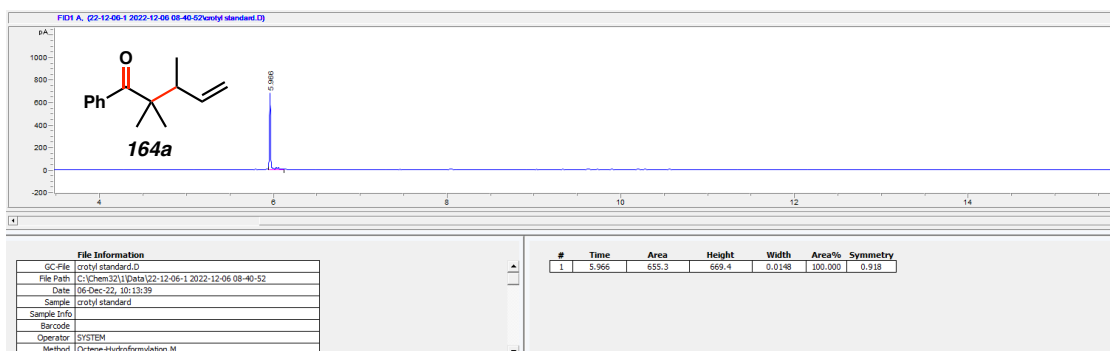 FID1 A, (22-12-06-1 2022-12-06 08-40-52\crotyl standard.D)
pA
1000
800
600
400
200
0
-200
5.966
O
Ph
164a
4 6 8 10 12 14
File Information
GC-File crotyl standard.D
File Path C:\Chem32\1\Data\22-12-06-1 2022-12-06 08-40-52
Date 06-Dec-22, 10:13:39
Sample crotyl standard
Sample Info
Barcode
Operator SYSTEM
Method Octene-Hydroformylation.M
# Time Area Height Width Area% Symmetry
1 5.966 655.3 669.4 0.0148 100.000 0.918